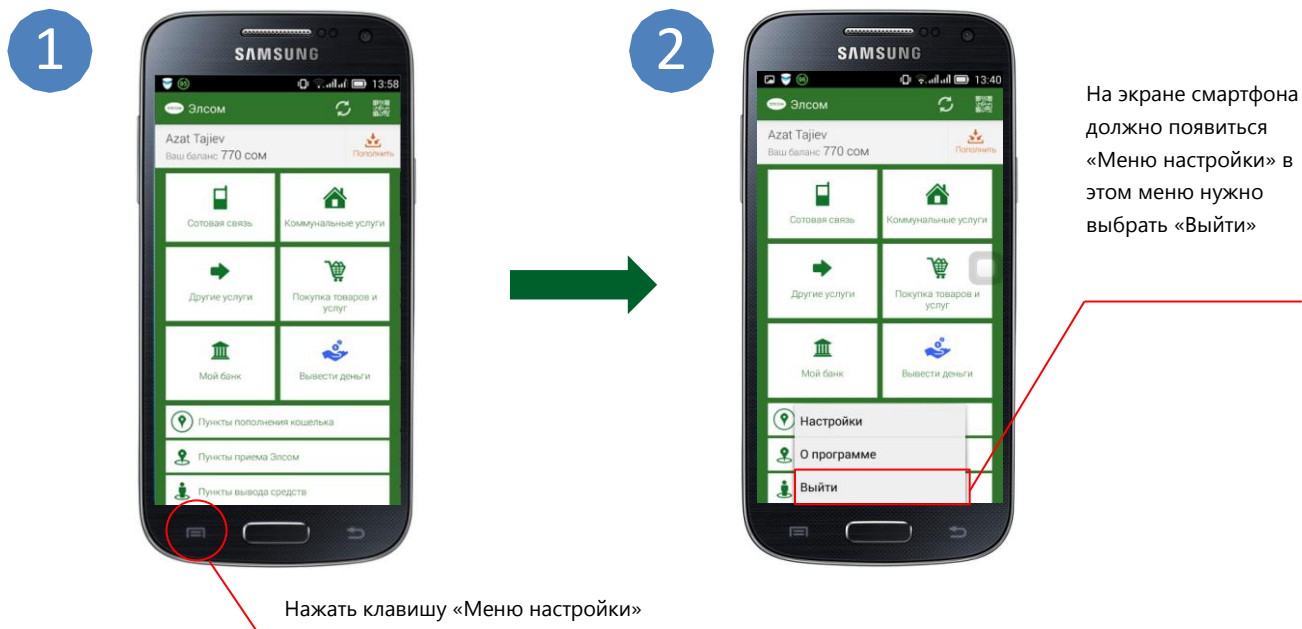 1
SAMSUNG
95
13:58
Элсом
Azat Tajiev
Ваш баланс 770 сом
Пополнить
Сотовая связь
Коммунальные услуги
Другие услуги
Покупка товаров и
услуг
Мой банк
Вывести деньги
Пункты пополнения кошелька
Пункты приема Элсом
Пункты вывода средств
Нажать клавишу «Меню настройки»
2
SAMSUNG
13:40
Элсом
Azat Tajiev
Ваш баланс 770 сом
Пополнить
Сотовая связь
Коммунальные услуги
Другие услуги
Покупка товаров и
услуг
Мой банк
Вывести деньги
Настройки
О программе
Выйти
На экране смартфона
должно появиться
«Меню настройки» в
этом меню нужно
выбрать «Выйти»